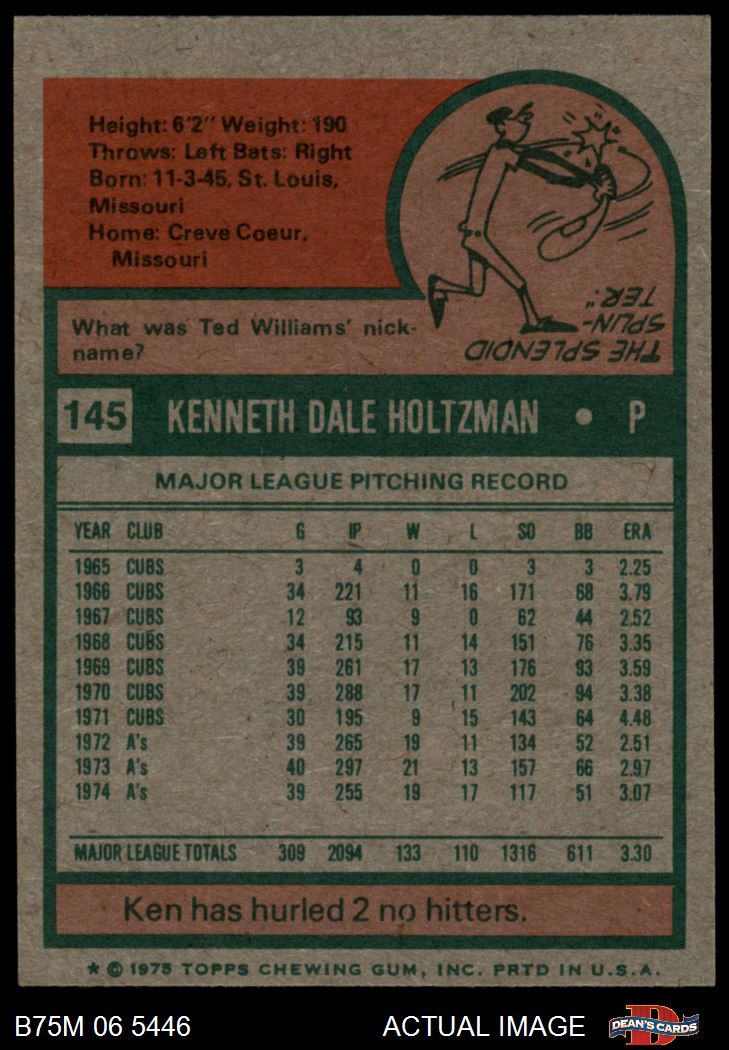 Height: 6'2" Weight: 190
Throws: Left Bats: Right
Born: 11-3-45, St. Louis,
Missouri
Home: Creve Coeur,
Missouri
What was Ted Williams' nick-
name?
THE SPLENDID
SPLIN-
TER."
145 KENNETH DALE HOLTZMAN • P
MAJOR LEAGUE PITCHING RECORD
YEAR CLUB G IP W L SO BB ERA
1965 CUBS 3 4 0 0 3 3 2.25
1966 CUBS 34 221 11 16 171 68 3.79
1967 CUBS 12 93 9 0 62 44 2.52
1968 CUBS 34 215 11 14 151 76 3.35
1969 CUBS 39 261 17 13 176 93 3.59
1970 CUBS 39 288 17 11 202 94 3.38
1971 CUBS 30 195 9 15 143 64 4.48
1972 A's 39 265 19 11 134 52 2.51
1973 A's 40 297 21 13 157 66 2.97
1974 A's 39 255 19 17 117 51 3.07
MAJOR LEAGUE TOTALS 309 2094 133 110 1316 611 3.30
Ken has hurled 2 no hitters.
* © 1975 TOPPS CHEWING GUM, INC. PRTD IN U.S.A.
B75M 06 5446 ACTUAL IMAGE D DEAN'S CARDS